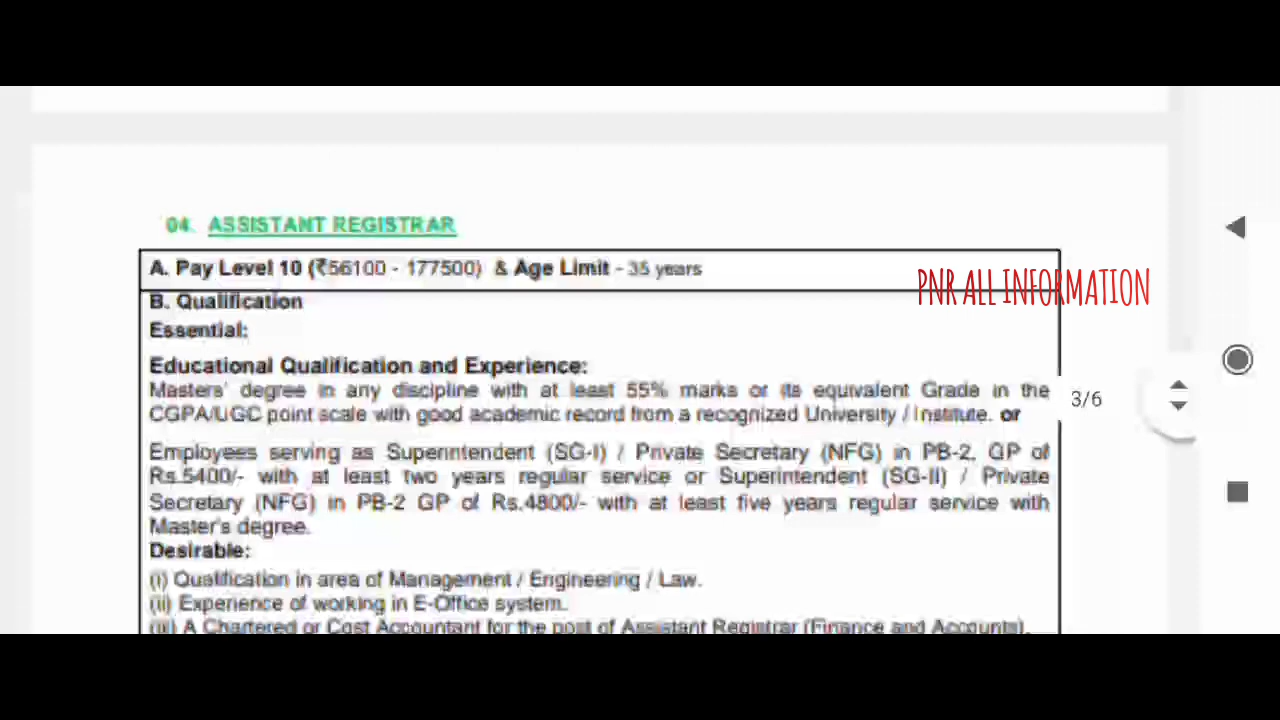 04. ASSISTANT REGISTRAR
A. Pay Level 10 (₹56100 - 177500) & Age Limit - 35 years
PNR ALL INFORMATION
B. Qualification
Essential:
Educational Qualification and Experience:
Masters' degree in any discipline with at least 55% marks or its equivalent Grade in the
CGPA/UGC point scale with good academic record from a recognized University / Institute. or
3/6
Employees serving as Superintendent (SG-I) / Private Secretary (NFG) in PB-2, GP of
Rs.5400/- with at least two years regular service or Superintendent (SG-II) / Private
Secretary (NFG) in PB-2 GP of Rs.4800/- with at least five years regular service with
Master's degree.
Desirable:
(i) Qualification in area of Management / Engineering / Law.
(ii) Experience of working in E-Office system.
(iii) A Chartered or Cost Accountant for the post of Assistant Registrar (Finance and Accounts).